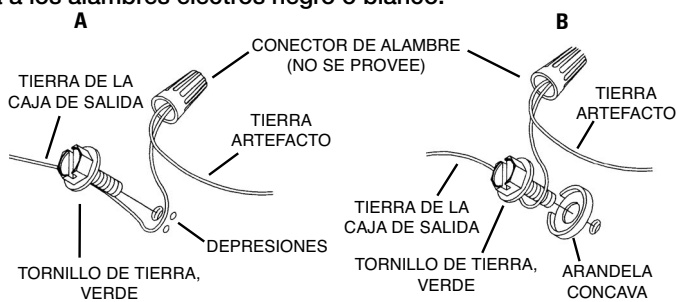 a los alambres electros negro o blanco.
A
B
CONECTOR DE ALAMBRE
(NO SE PROVEE)
TIERRA DE LA
CAJA DE SALIDA
TIERRA
ARTEFACTO
TIERRA
ARTEFACTO
DEPRESIONES
TORNILLO DE TIERRA,
VERDE
TIERRA DE LA
CAJA DE SALIDA
TORNILLO DE TIERRA,
VERDE
ARANDELA
CONCAVA